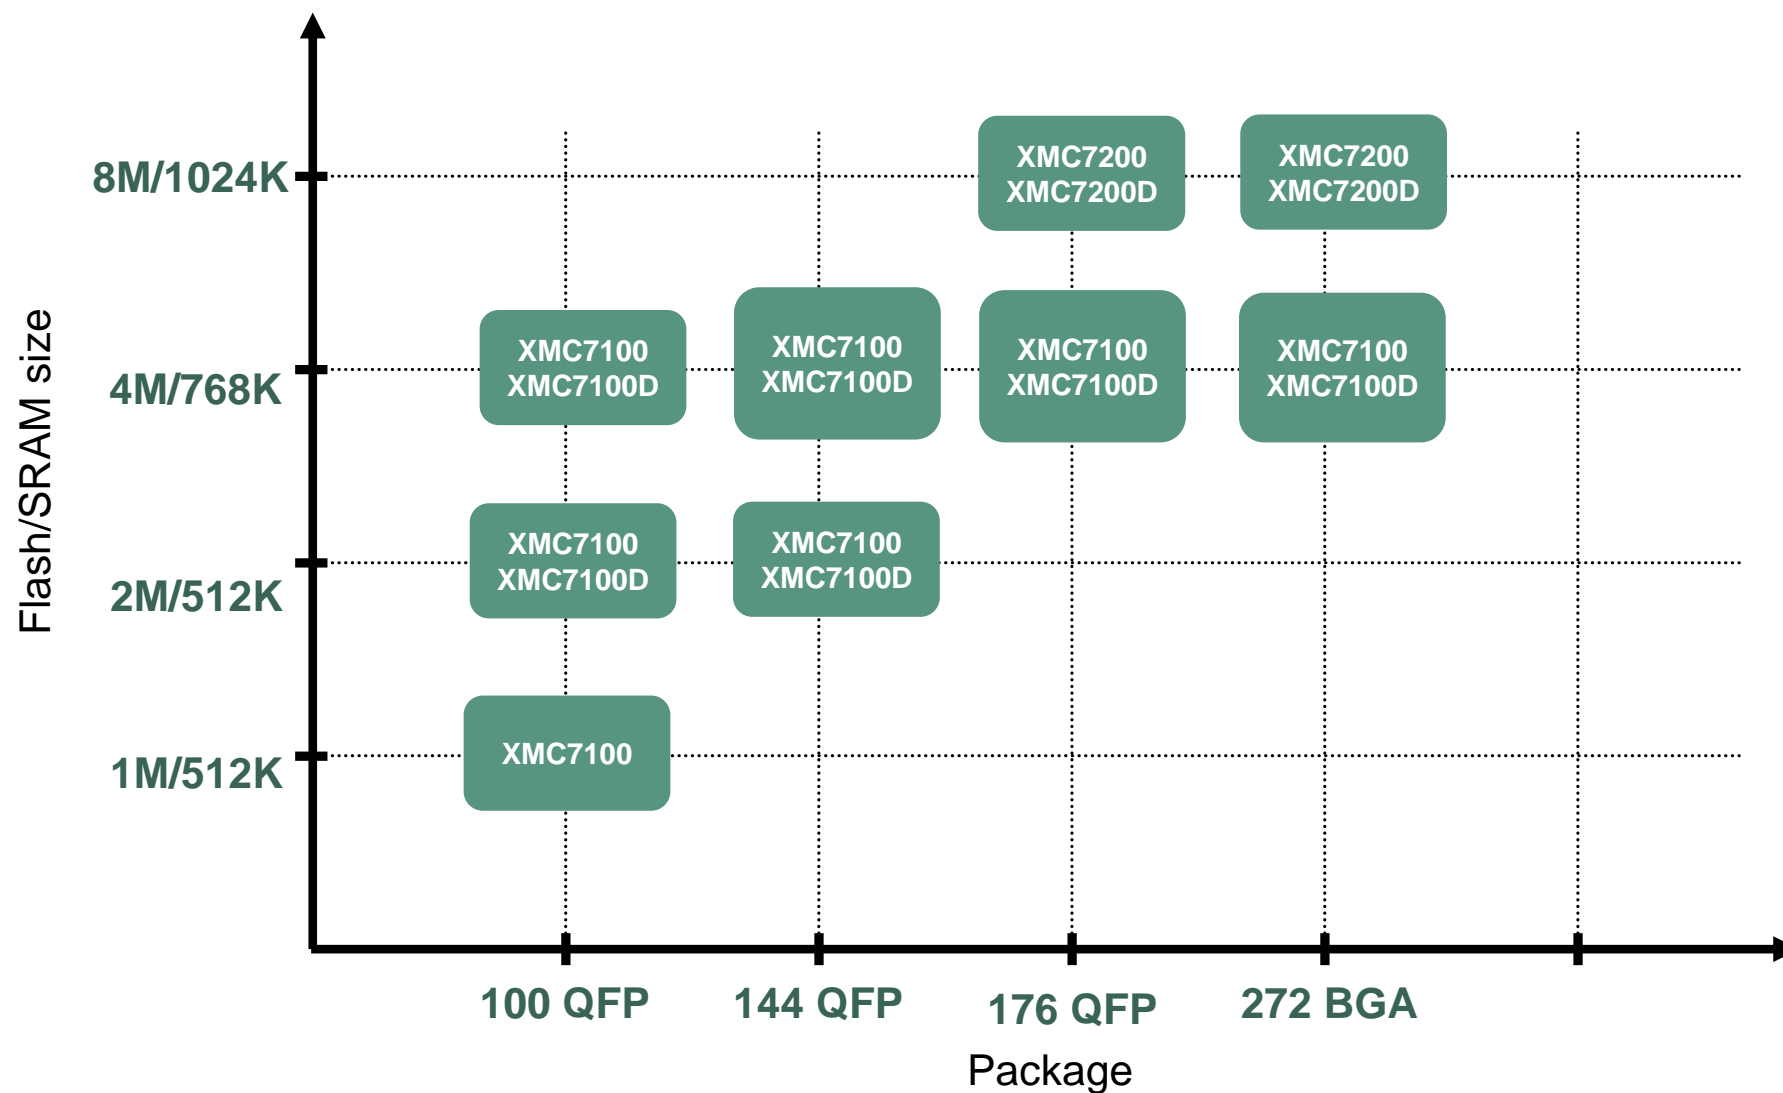 8M/1024K
XMC7200
XMC7200D
XMC7200
XMC7200D
Flash/SRAM size
4M/768K
XMC7100
XMC7100D
XMC7100
XMC7100D
XMC7100
XMC7100D
XMC7100
XMC7100D
2M/512K
XMC7100
XMC7100D
XMC7100
XMC7100D
1M/512K
XMC7100
100 QFP
144 QFP
176 QFP
272 BGA
Package